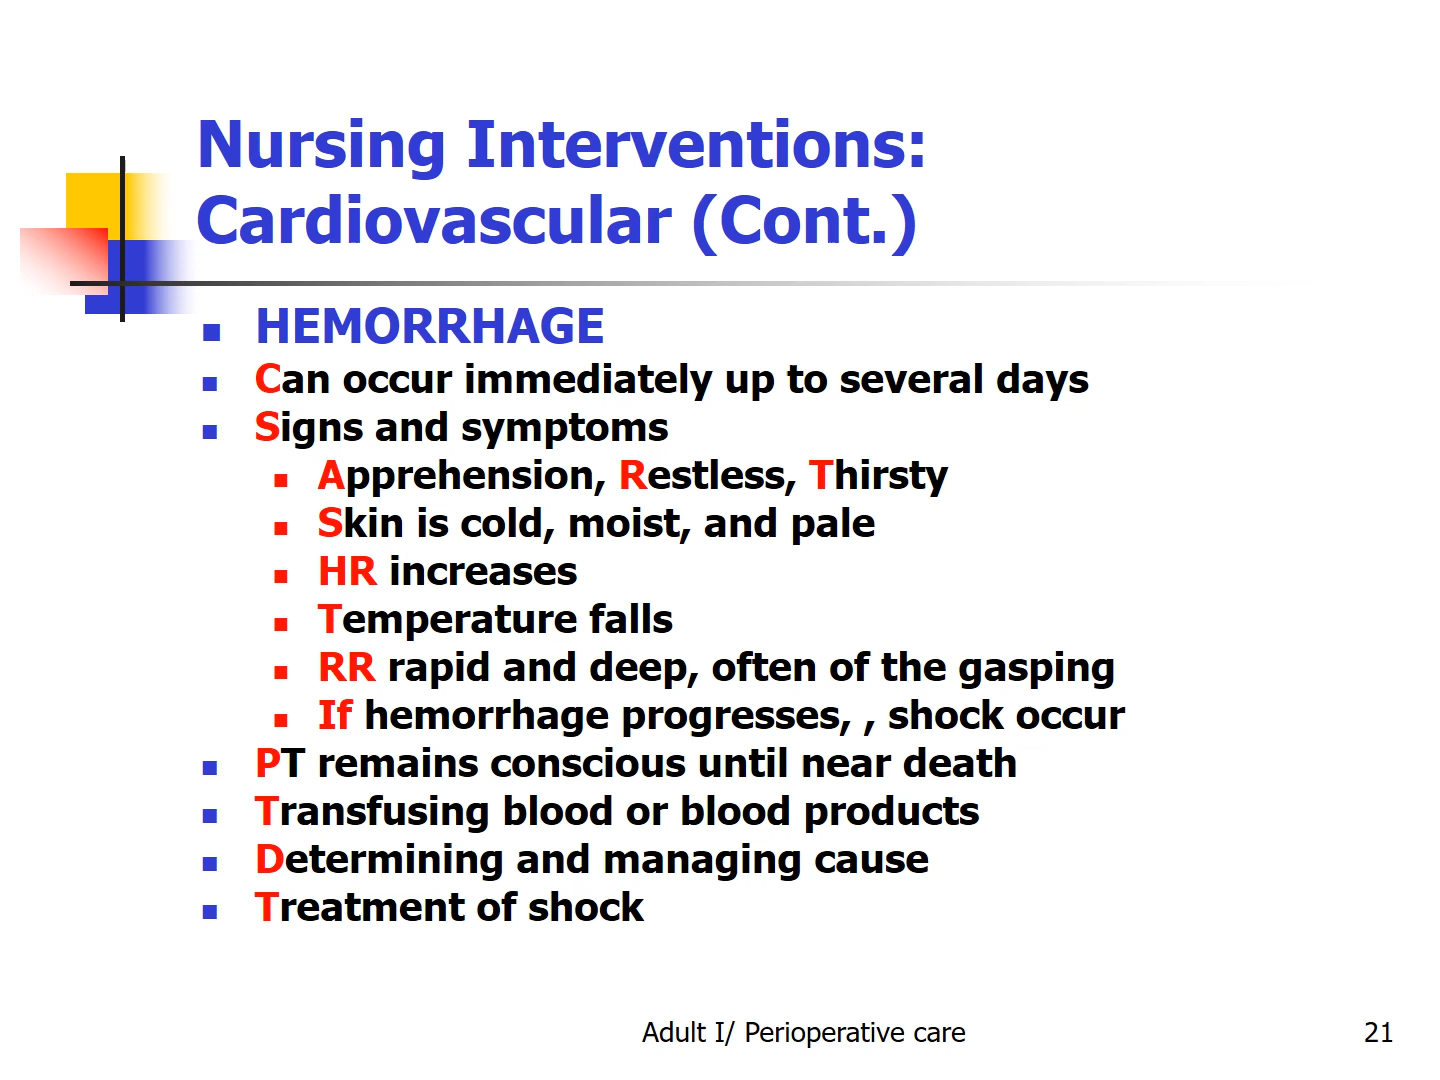 Nursing Interventions:
Cardiovascular (Cont.)
HEMORRHAGE
Can occur immediately up to several days
Signs and symptoms
Apprehension, Restless, Thirsty
Skin is cold, moist, and pale
HR increases
Temperature falls
RR rapid and deep, often of the gasping
If hemorrhage progresses, , shock occur
PT remains conscious until near death
Transfusing blood or blood products
Determining and managing cause
Treatment of shock
Adult I/ Perioperative care
21